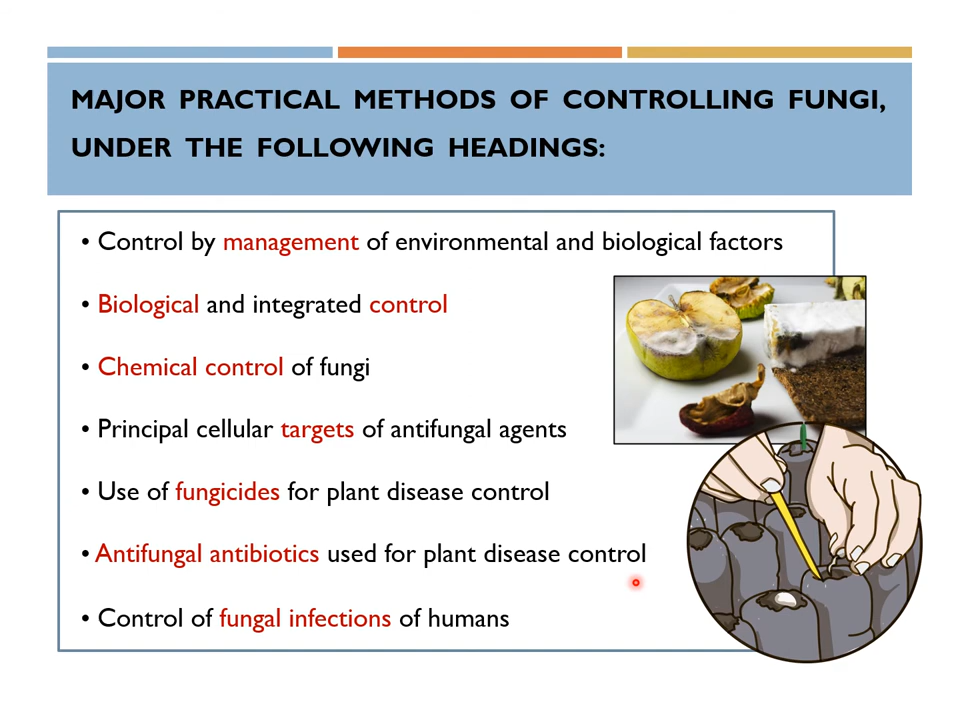 MAJOR PRACTICAL METHODS OF CONTROLLING FUNGI,
UNDER THE FOLLOWING HEADINGS:
• Control by management of environmental and biological factors
• Biological and integrated control
• Chemical control of fungi
• Principal cellular targets of antifungal agents
• Use of fungicides for plant disease control
• Antifungal antibiotics used for plant disease control
• Control of fungal infections of humans